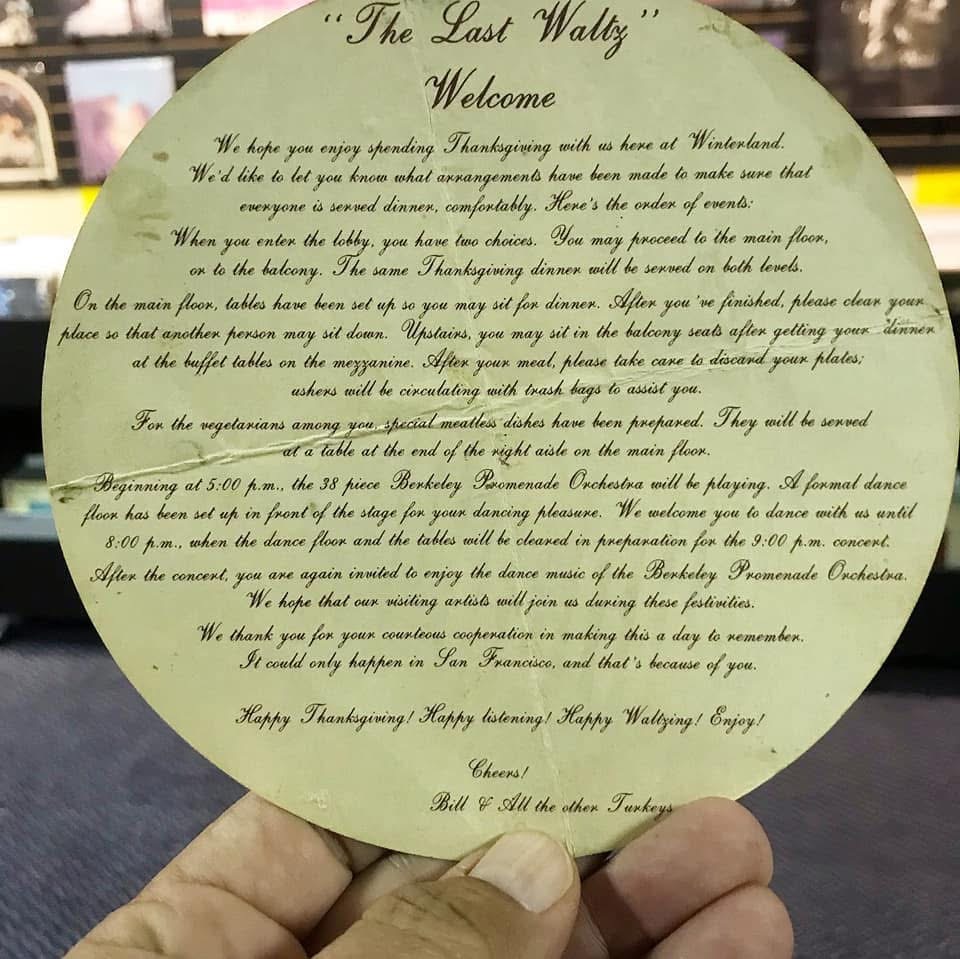 "The Last Waltz"
Welcome
We hope you enjoy spending Thanksgiving with us here at Winterland.
We'd like to let you know what arrangements have been made to make sure that
everyone is served dinner, comfortably. Here's the order of events:
When you enter the lobby, you have two choices. You may proceed to the main floor,
or to the balcony. The same Thanksgiving dinner will be served on both levels.
On the main floor, tables have been set up so you may sit for dinner. After you've finished, please clear your
place so that another person may sit down. Upstairs, you may sit in the balcony seats after getting your dinner
at the buffet tables on the mezzanine. After your meal, please take care to discard your plates;
ushers will be circulating with trash bags to assist you.
For the vegetarians among you, special meatless dishes have been prepared. They will be served
at a table at the end of the right aisle on the main floor.
Beginning at 5:00 p.m., the 38 piece Berkeley Promenade Orchestra will be playing. A formal dance
floor has been set up in front of the stage for your dancing pleasure. We welcome you to dance with us until
8:00 p.m., when the dance floor and the tables will be cleared in preparation for the 9:00 p.m. concert.
After the concert, you are again invited to enjoy the dance music of the Berkeley Promenade Orchestra.
We hope that our visiting artists will join us during these festivities.
We thank you for your courteous cooperation in making this a day to remember.
It could only happen in San Francisco, and that's because of you.
Happy Thanksgiving! Happy listening! Happy Waltzing! Enjoy!
Cheers!
Bill & All the other Turkeys